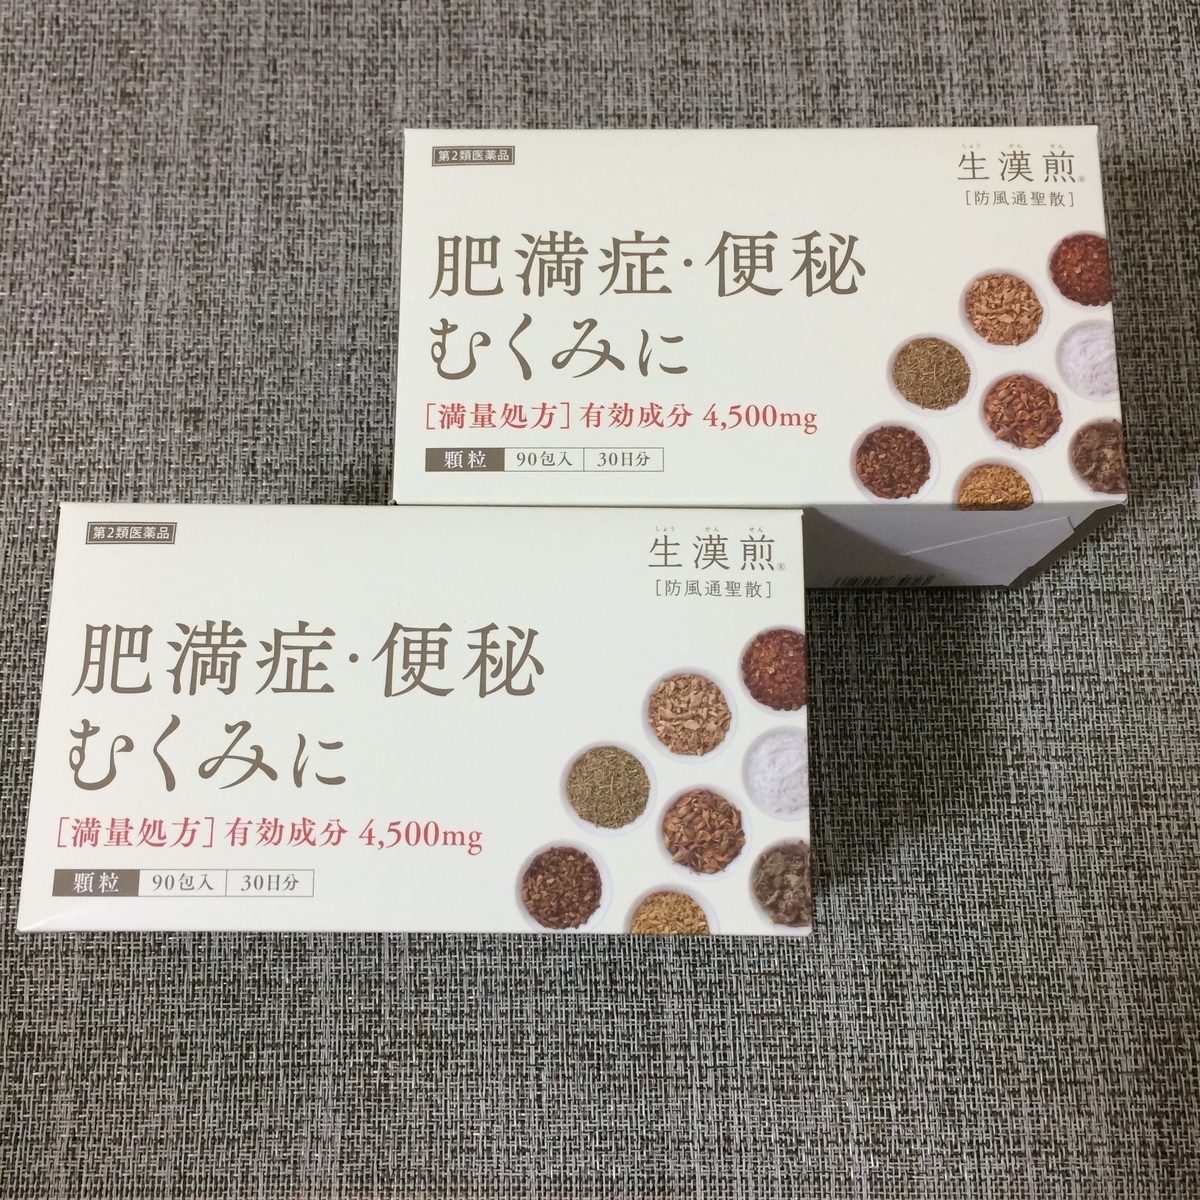 第2類医薬品
しょう かん せん
生漢煎®
[防風通聖散]
肥満症・便秘
むくみに
[満量処方]有効成分 4,500mg
顆粒 90包入 30日分
第2類医薬品
しょう かん せん
生漢煎®
[防風通聖散]
肥満症・便秘
むくみに
[満量処方]有効成分 4,500mg
顆粒 90包入 30日分